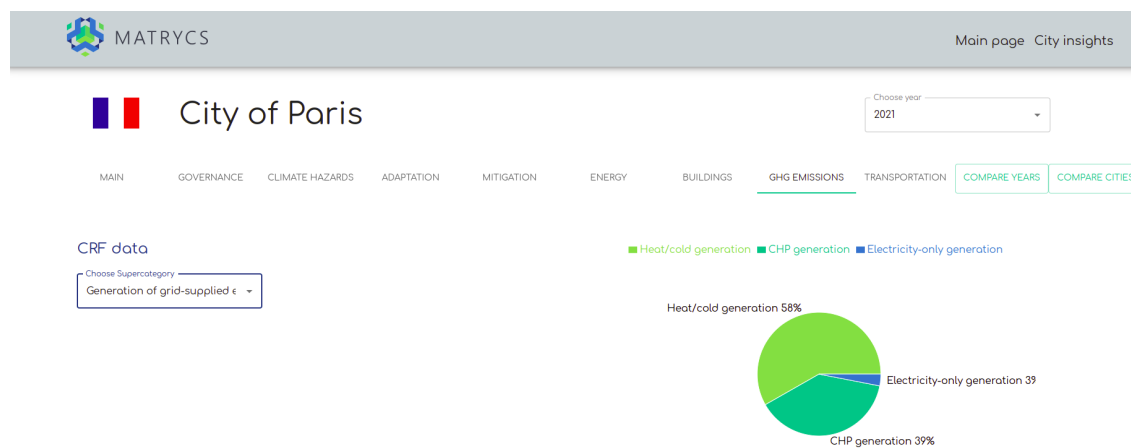 MATRYCS
Main page City insights
City of Paris
Choose year
2021
MAIN GOVERNANCE CLIMATE HAZARDS ADAPTATION MITIGATION ENERGY BUILDINGS GHG EMISSIONS TRANSPORTATION COMPARE YEARS COMPARE CITIES
CRF data
Heat/cold generation CHP generation Electricity-only generation
Choose Supercategory
Generation of grid-supplied e
Heat/cold generation 58%
Electricity-only generation 39
CHP generation 39%